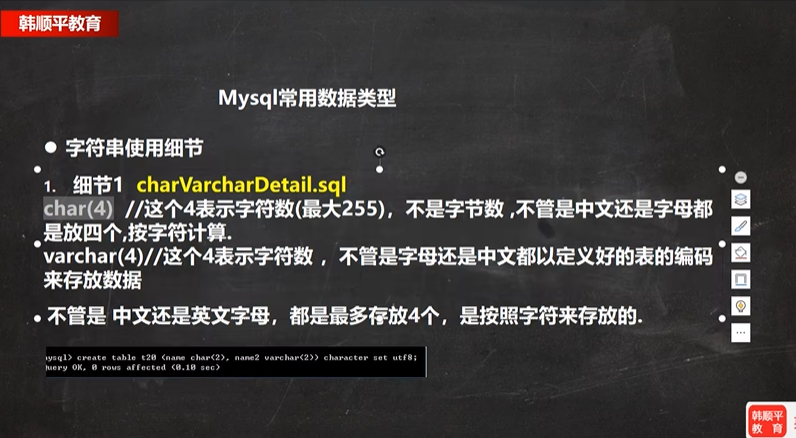 韩顺平教育
Mysql常用数据类型
● 字符串使用细节
1. 细节1 charVarcharDetail.sql
char(4) //这个4表示字符数(最大255)，不是字节数 ,不管是中文还是字母都
是放四个,按字符计算.
varchar(4)//这个4表示字符数 ，不管是字母还是中文都以定义好的表的编码
来存放数据
不管是 中文还是英文字母，都是最多存放4个，是按照字符来存放的.
mysql> create table t20 (name char(2), name2 varchar(2)) character set utf8;
Query OK, 0 rows affected (0.10 sec)
韩顺平
教 育